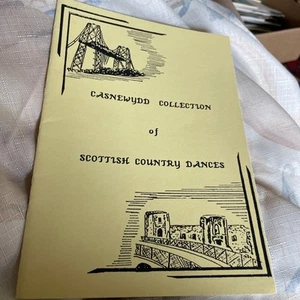 CASNEWYDD COLLECTION
of
SCOTTISH COUNTRY DANCES